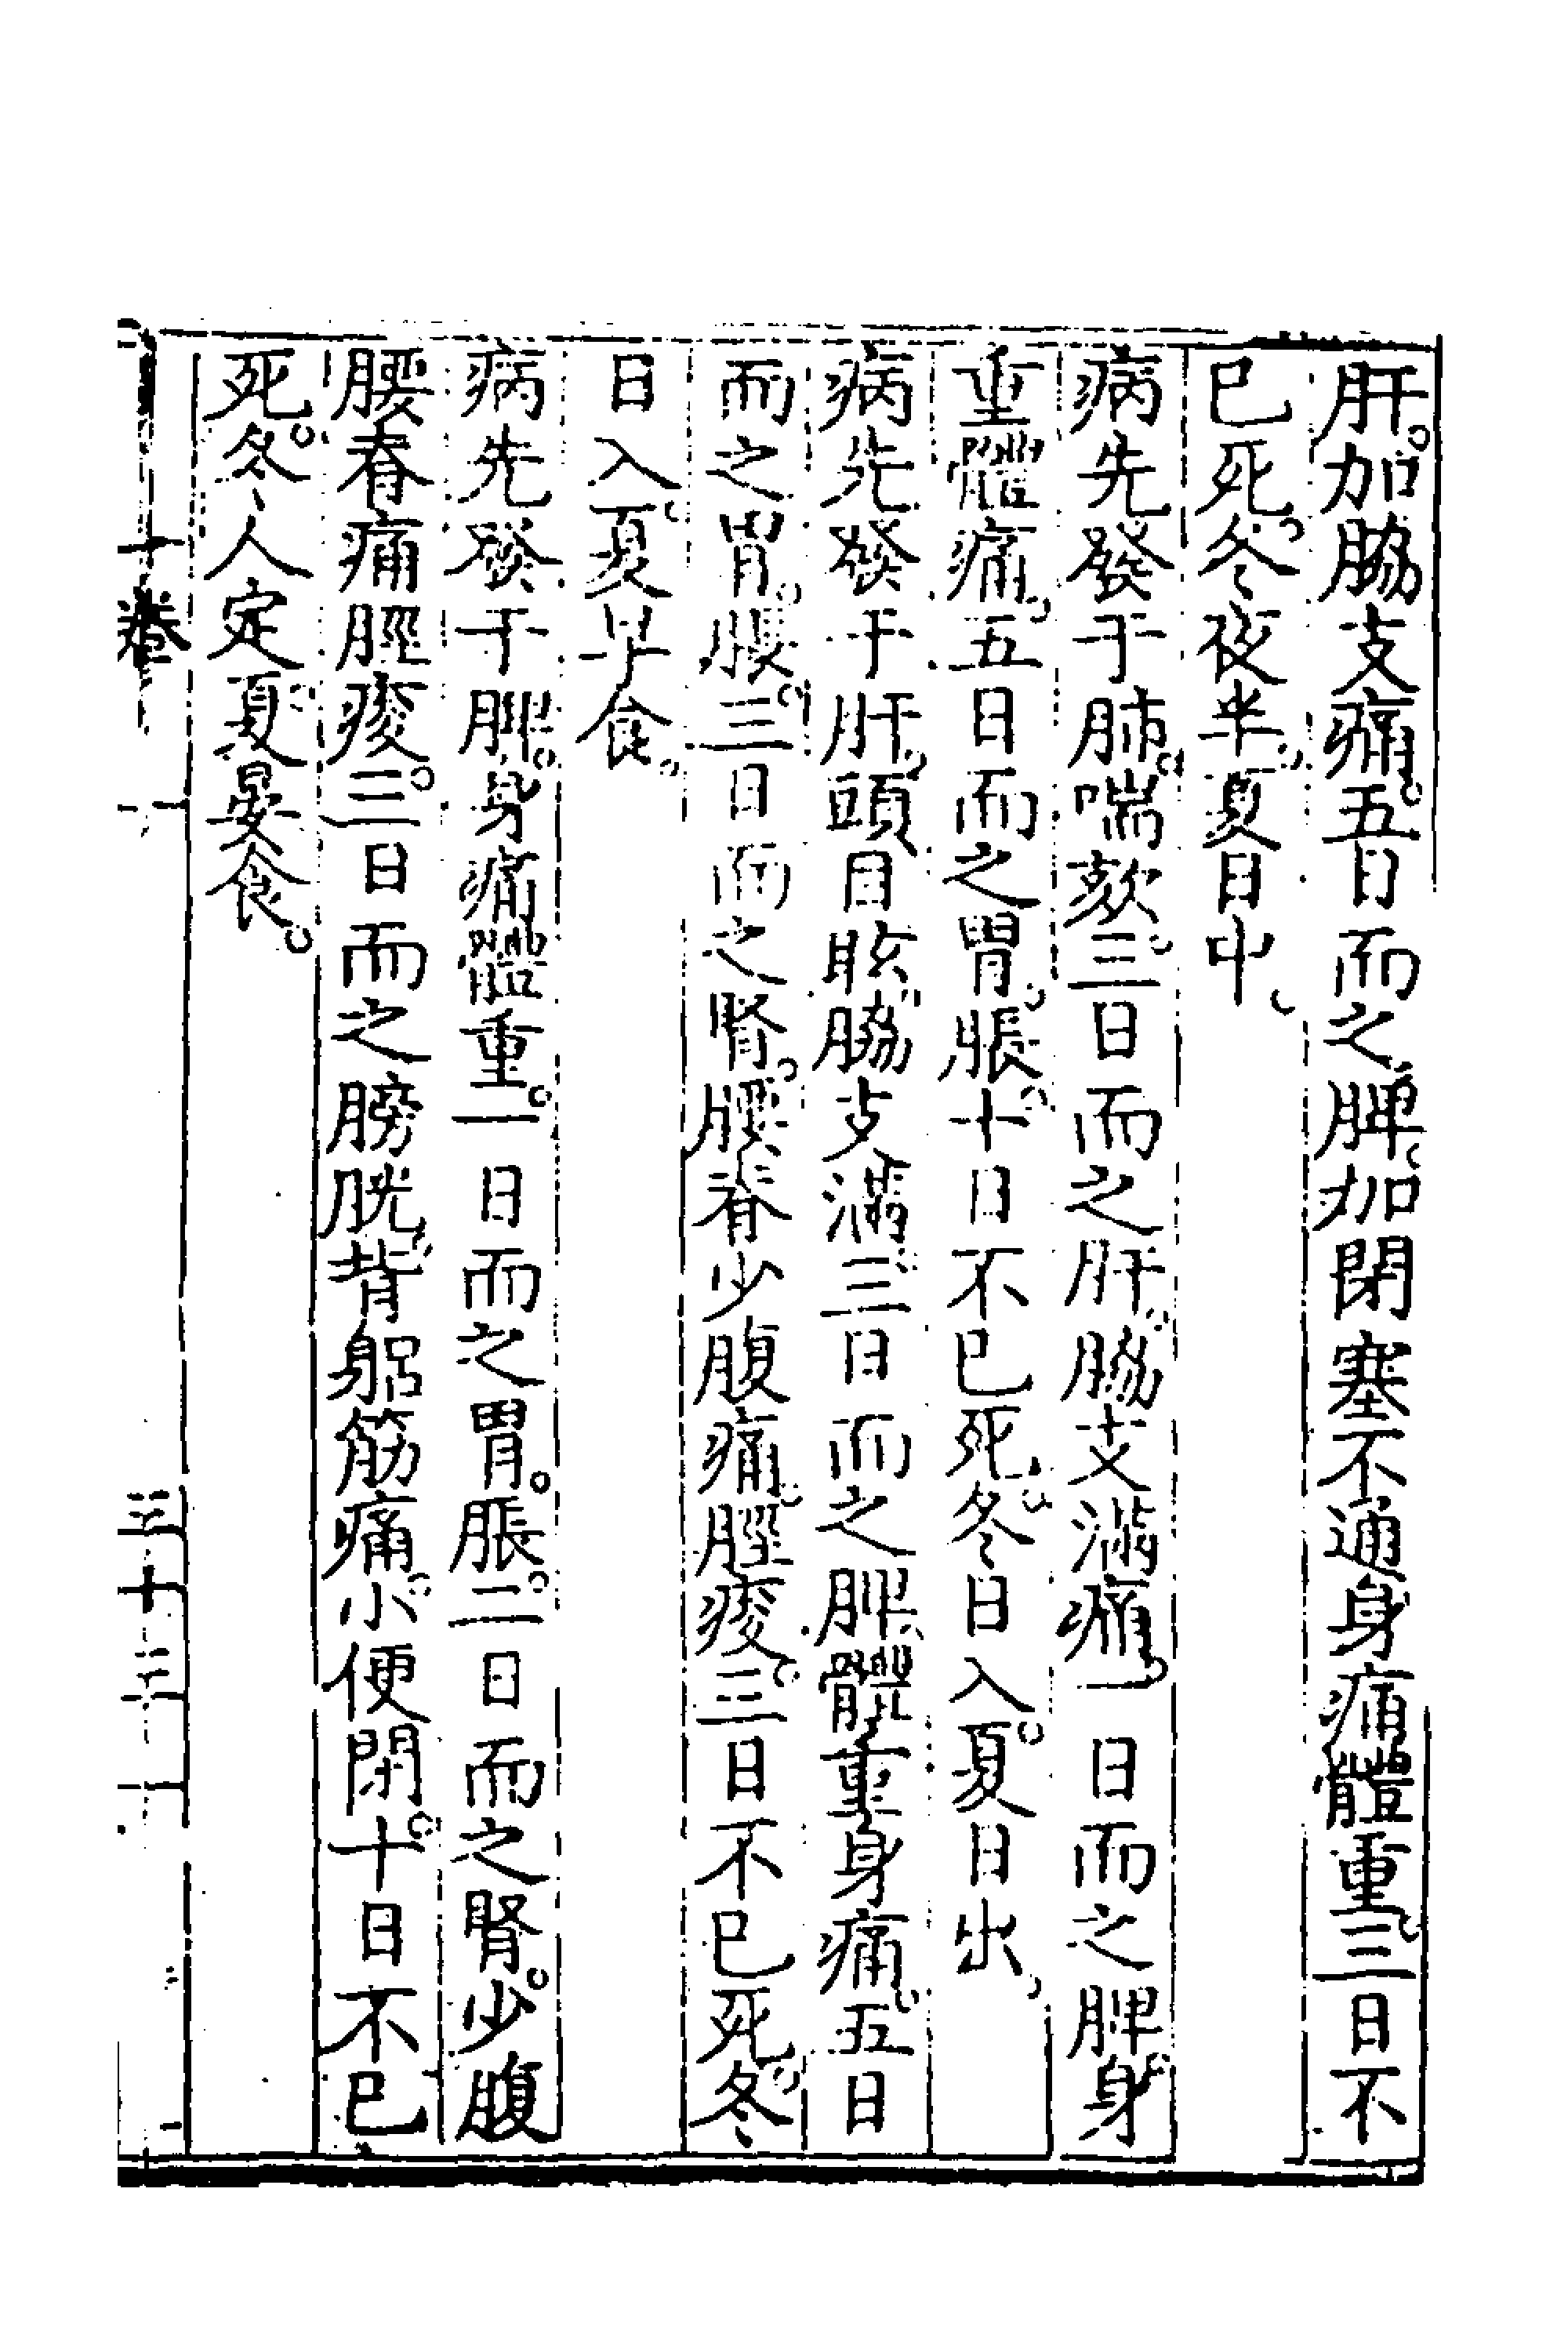 肝。加脇支痛。五日而之脾。加閉塞不通身痛體重。三日不
已死。冬夜半。夏日中。
病先發于肺。喘欬。三日而之肝。脇支滿痛。一日而之脾。身
重體痛。五日而之胃。脹。十日不已死。冬日入。夏日出。
病先發于肝。頭目眩。脇支滿。三日而之脾。體重身痛。五日
而之胃。脹。三日而之腎。腰脊少腹痛。脛痠。三日不已死。冬
日入。夏早食。
病先發于脾。身痛體重。一日而之胃。脹。二日而之腎。少腹
腰脊痛脛痠。三日而之膀胱。背䏚筋痛。小便閉。十日不已
死。冬人定。夏晏食。
十卷
三十三